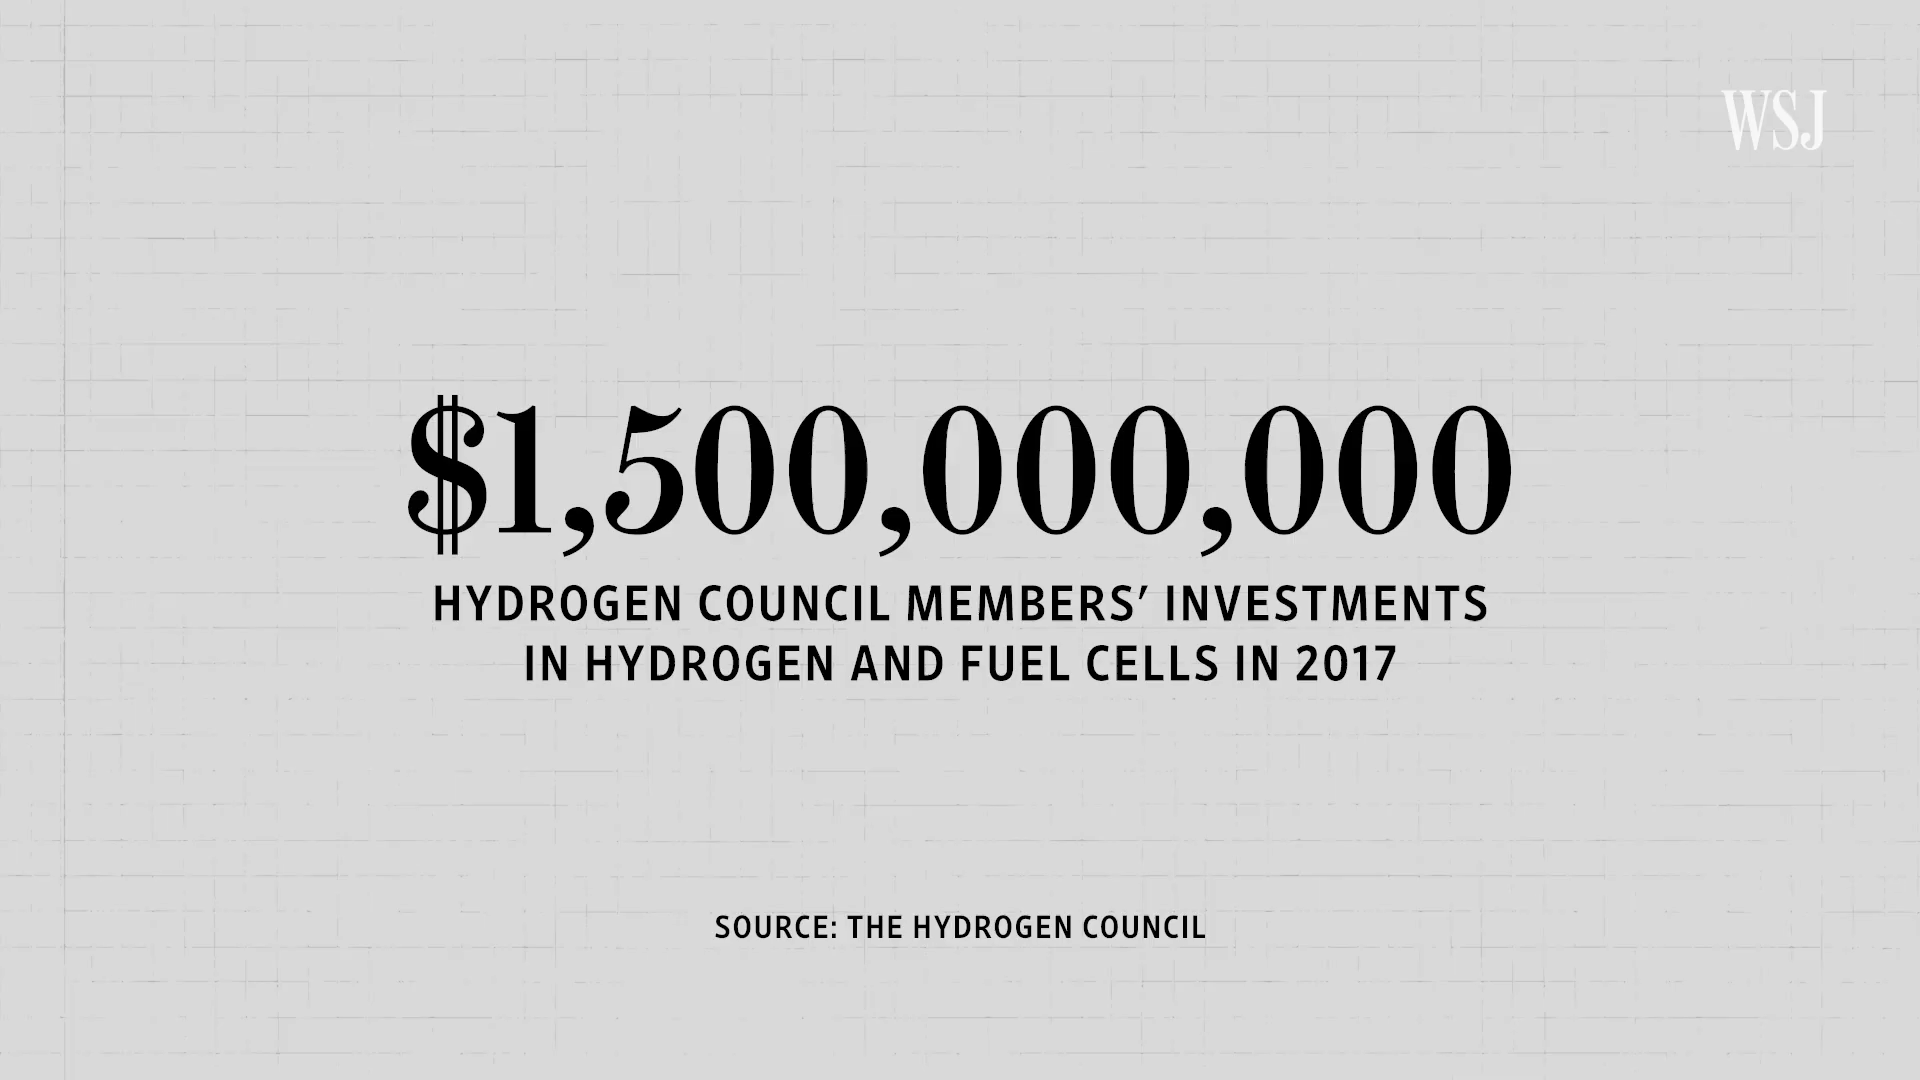 WSJ
$1,500,000,000
HYDROGEN COUNCIL MEMBERS’ INVESTMENTS
IN HYDROGEN AND FUEL CELLS IN 2017
SOURCE: THE HYDROGEN COUNCIL